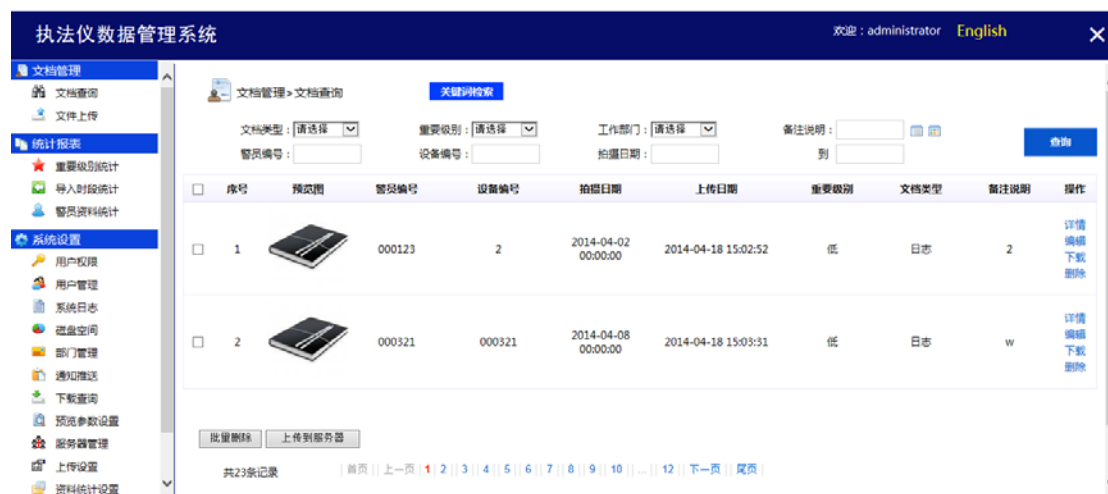 执法仪数据管理系统
欢迎：administrator English
文档管理
文档查询
文件上传
统计报表
重要级别统计
导入时段统计
警员资料统计
系统设置
用户权限
用户管理
系统日志
磁盘空间
部门管理
通知推送
下载查询
预览参数设置
服务器管理
上传设置
资料统计设置
文档管理>文档查询 关键词检索
文档类型：请选择 重要级别：请选择 工作部门：请选择 备注说明：
警员编号： 设备编号： 拍摄日期： 到
查询
序号 预览图 警员编号 设备编号 拍摄日期 上传日期 重要级别 文档类型 备注说明 操作
1 000123 2 2014-04-02 00:00:00 2014-04-18 15:02:52 低 日志 2 详情 编辑 下载 删除
2 000321 000321 2014-04-08 00:00:00 2014-04-18 15:03:31 低 日志 w 详情 编辑 下载 删除
批量删除 上传到服务器
共23条记录 首页 || 上一页 | 1 | 2 || 3 || 4 || 5 || 6 || 7 || 8 || 9 || 10 || ... || 12 || 下一页 || 尾页 |